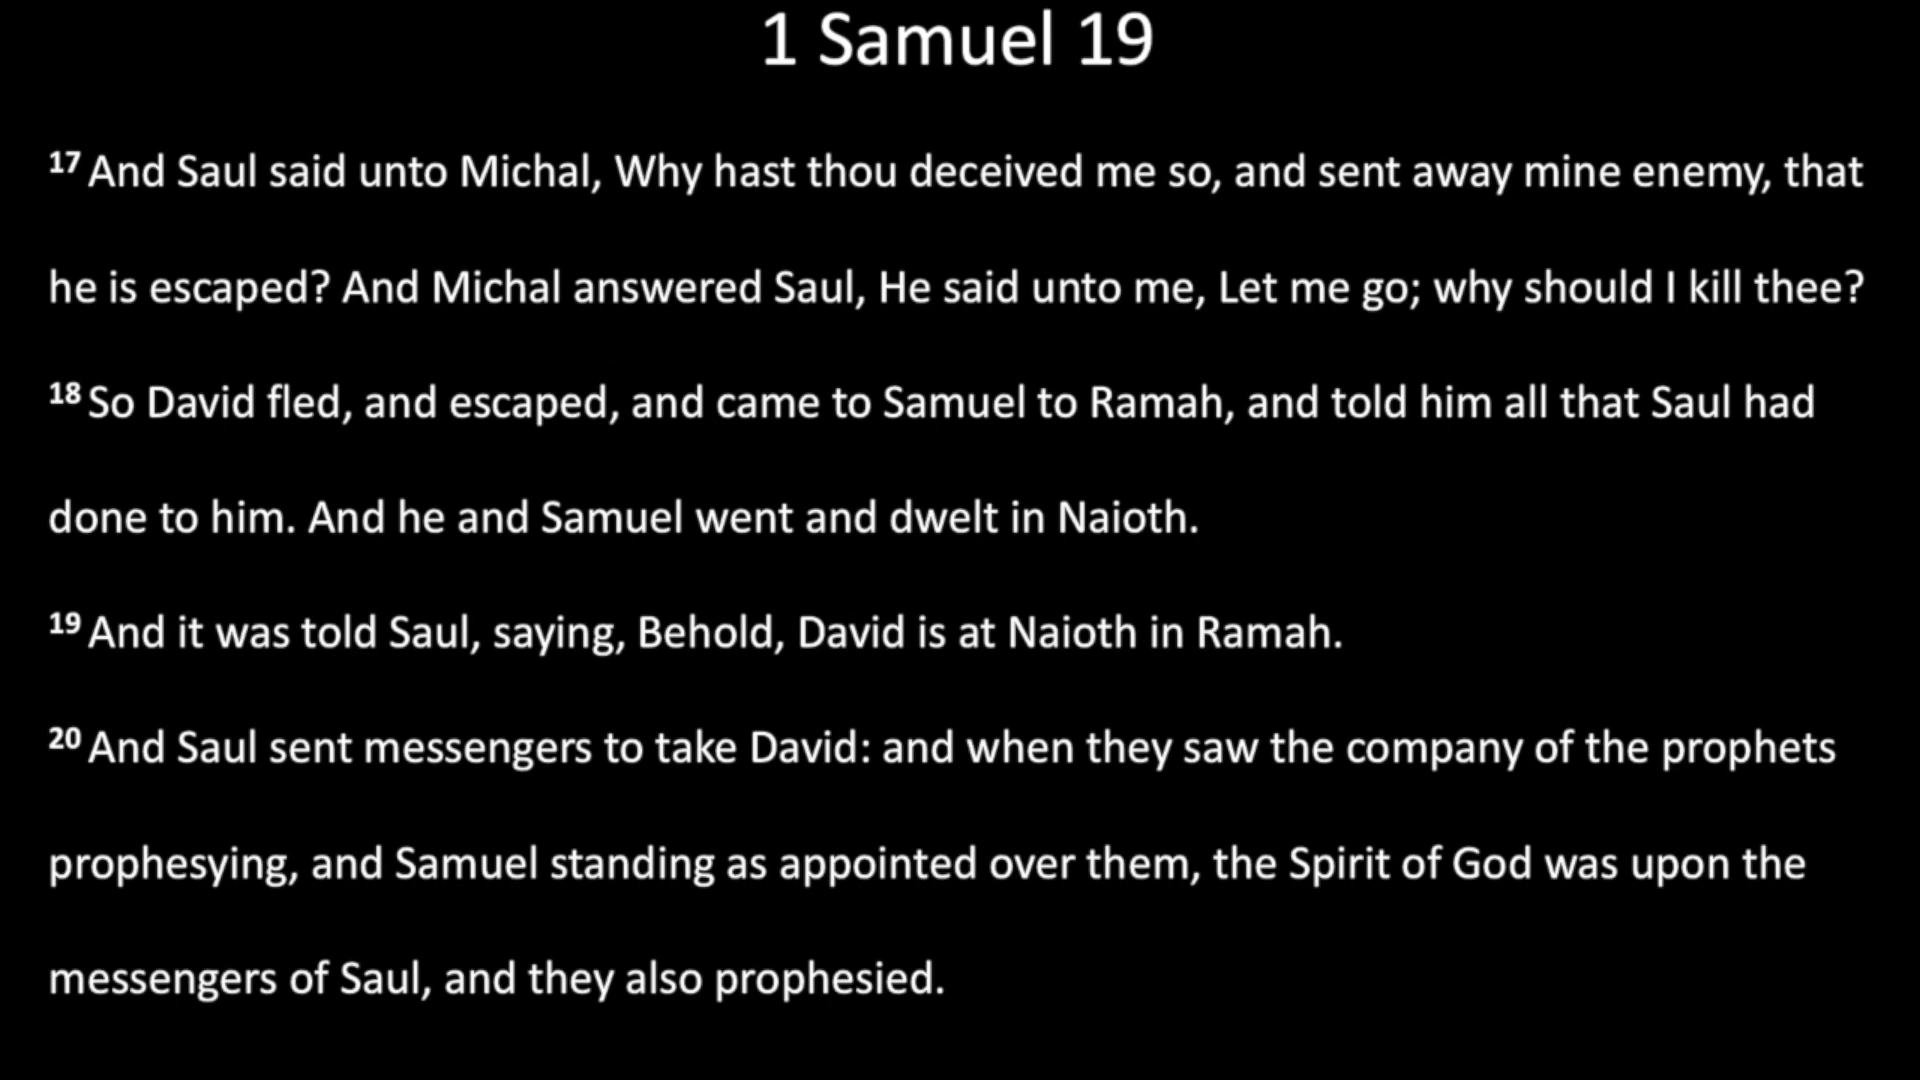 1 Samuel 19
17 And Saul said unto Michal, Why hast thou deceived me so, and sent away mine enemy, that
he is escaped? And Michal answered Saul, He said unto me, Let me go; why should I kill thee?
18 So David fled, and escaped, and came to Samuel to Ramah, and told him all that Saul had
done to him. And he and Samuel went and dwelt in Naioth.
19 And it was told Saul, saying, Behold, David is at Naioth in Ramah.
20 And Saul sent messengers to take David: and when they saw the company of the prophets
prophesying, and Samuel standing as appointed over them, the Spirit of God was upon the
messengers of Saul, and they also prophesied.